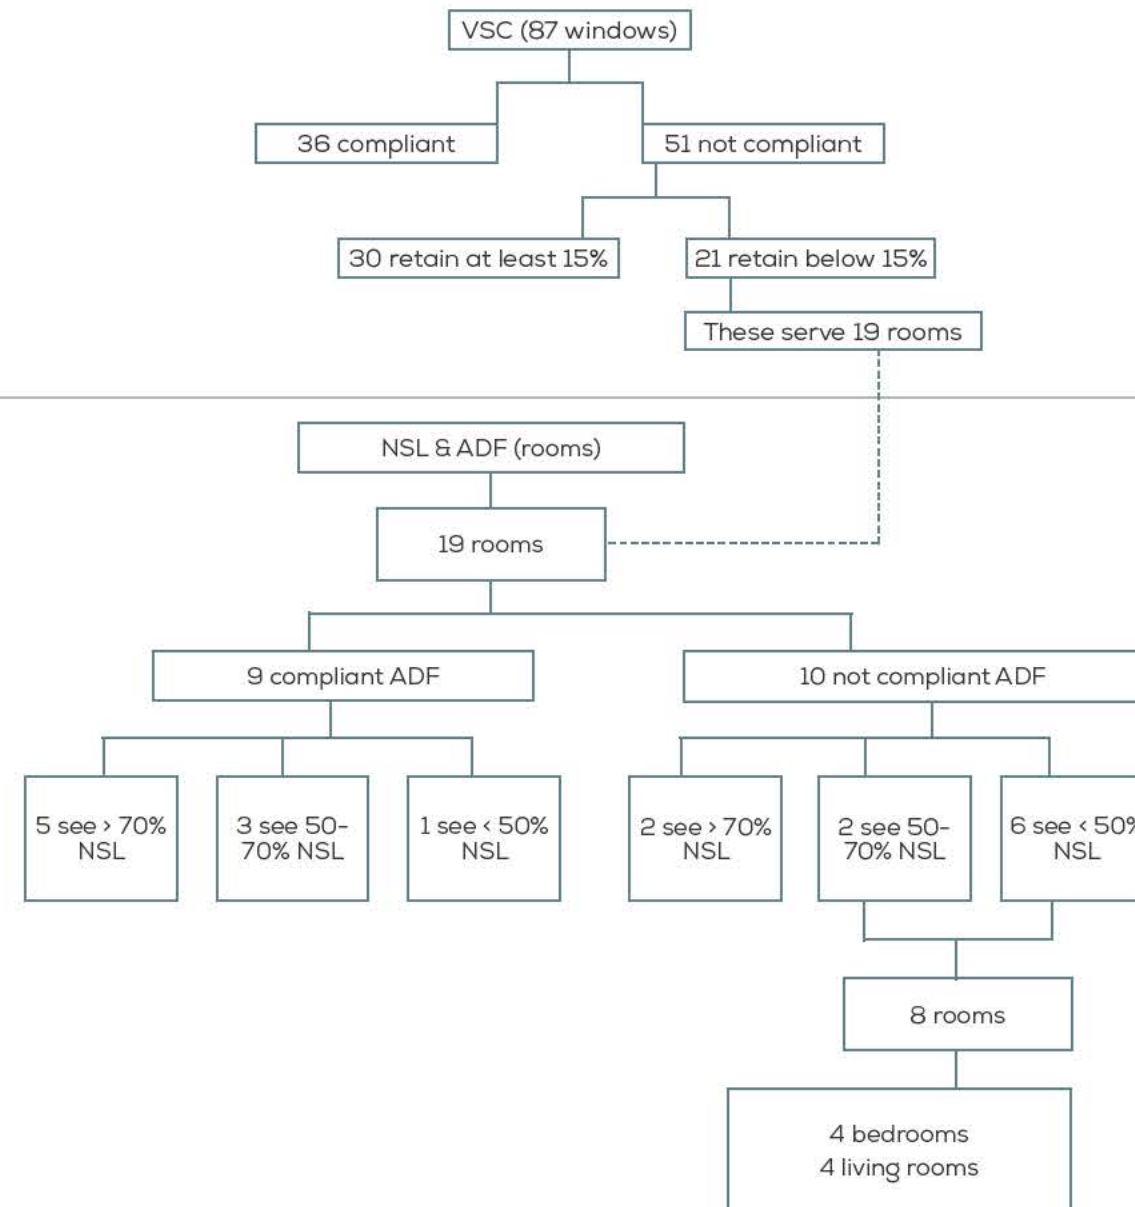 VSC (87 windows)
36 compliant
51 not compliant
30 retain at least 15%
21 retain below 15%
These serve 19 rooms
NSL & ADF (rooms)
19 rooms
9 compliant ADF
10 not compliant ADF
5 see > 70%
NSL
3 see 50-
70% NSL
1 see < 50%
NSL
2 see > 70%
NSL
2 see 50-
70% NSL
6 see < 50%
NSL
8 rooms
4 bedrooms
4 living rooms